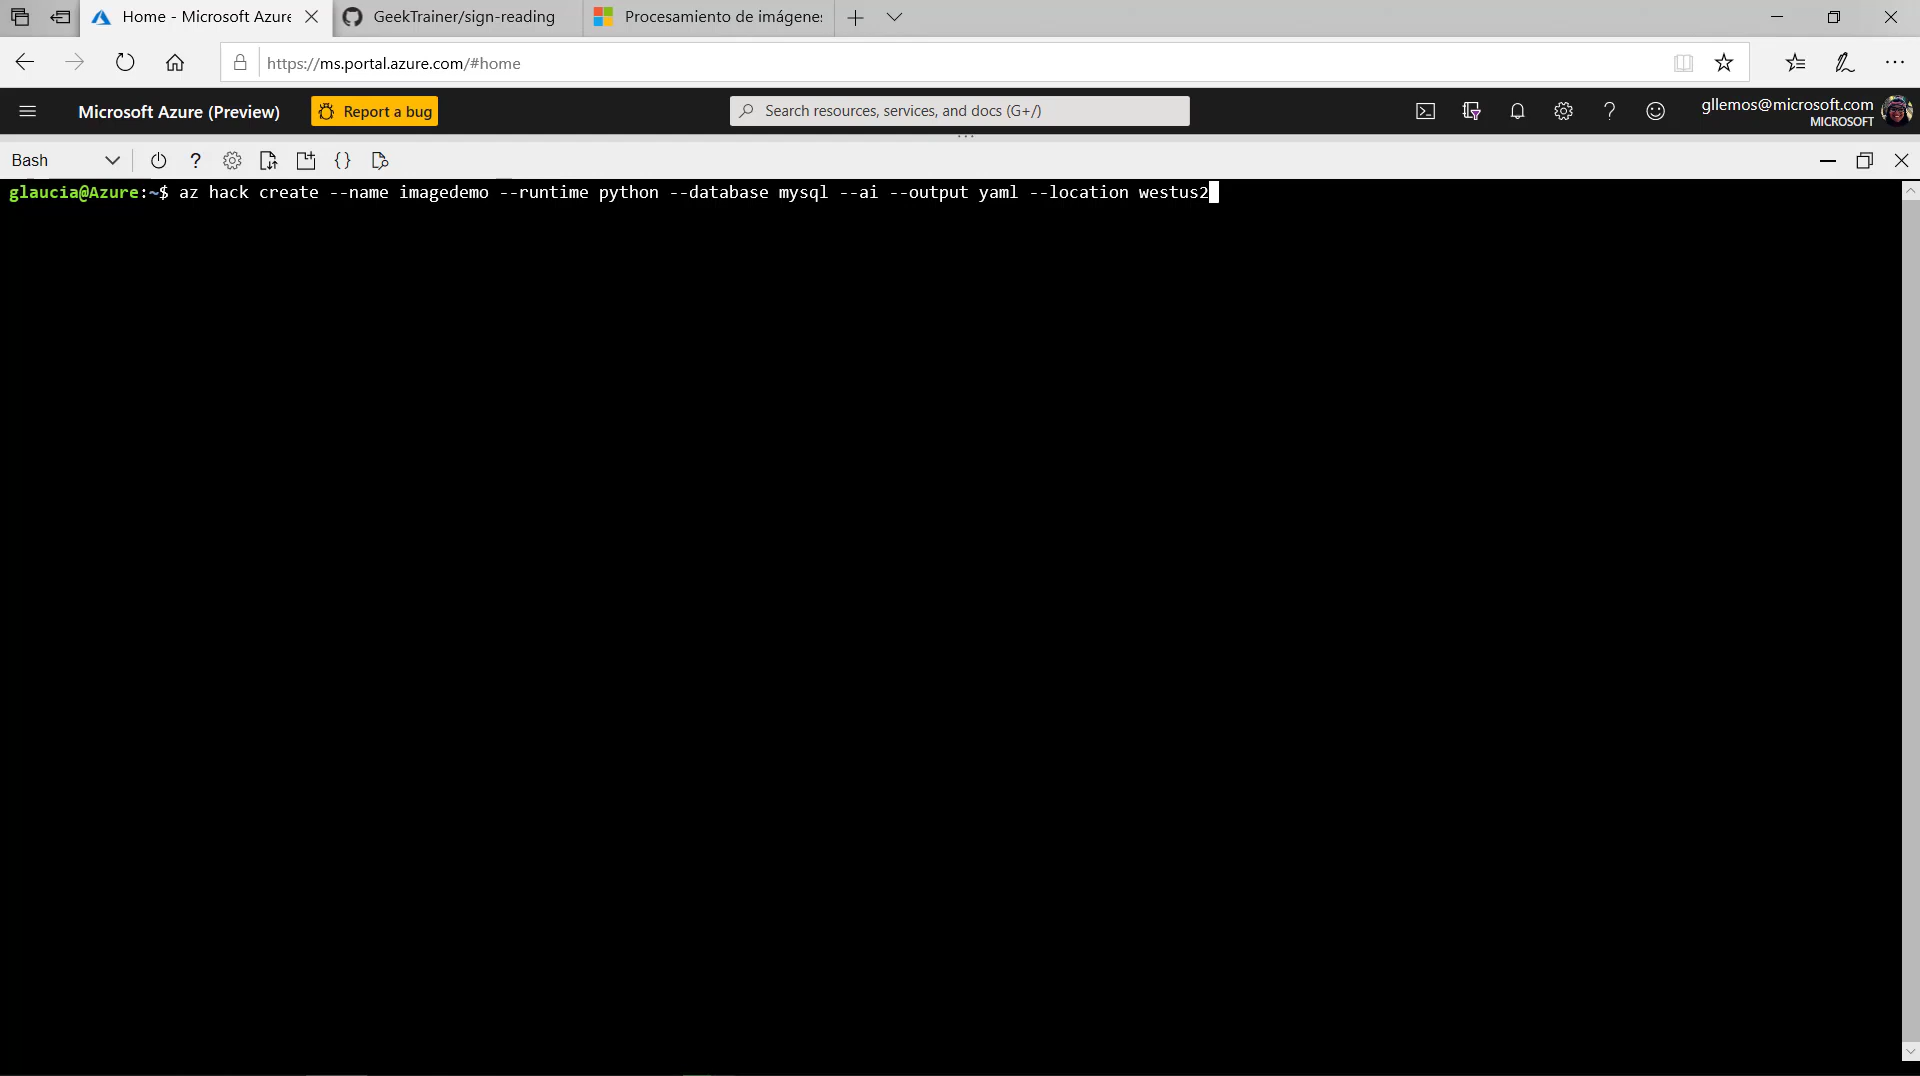 Home - Microsoft Azure
GeekTrainer/sign-reading
Procesamiento de imágenes
https://ms.portal.azure.com/#home
Microsoft Azure (Preview)
Report a bug
Search resources, services, and docs (G+/)
gllemos@microsoft.com
MICROSOFT
Bash
glaucia@Azure:~$ az hack create --name imagedemo --runtime python --database mysql --ai --output yaml --location westus2